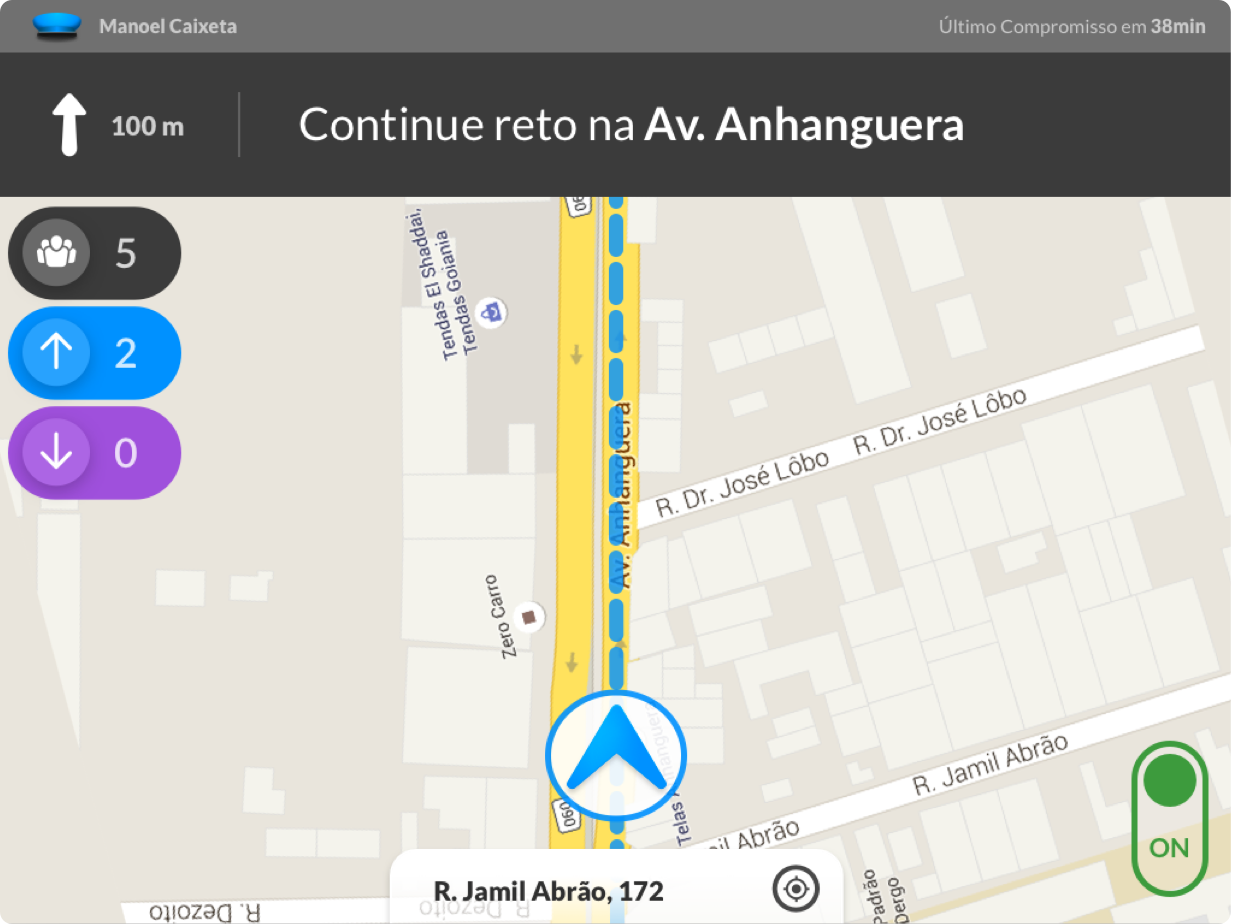 Manoel Caixeta
Último Compromisso em 38min
100 m
Continue reto na Av. Anhanguera
5
2
0
Tendas El Shaddai,
Tendas Goiania
Av. Anhanguera
R. Dr. José Lôbo
R. Dr. José Lôbo
Zero Carro
060
R. Jamil Abrão
Telas
Abrão
ON
R. Jamil Abrão, 172
R. Dezoito
R. Dezoito
Padrão